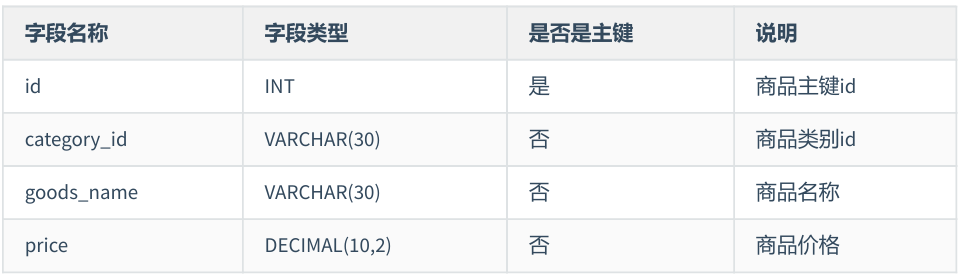 字段名称 字段类型 是否是主键 说明
id INT 是 商品主键id
category_id VARCHAR(30) 否 商品类别id
goods_name VARCHAR(30) 否 商品名称
price DECIMAL(10,2) 否 商品价格